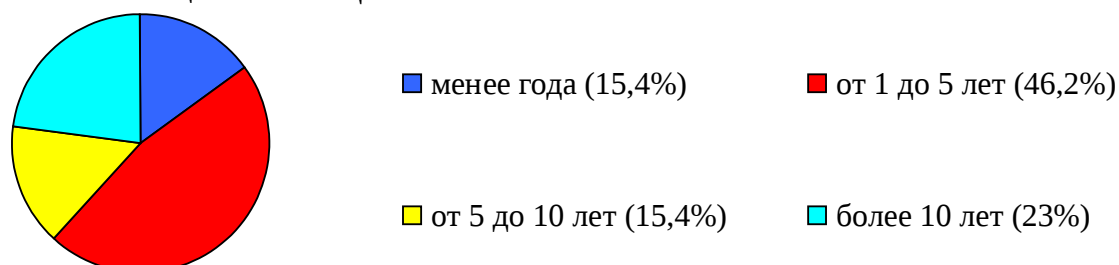 менее года (15,4%)
от 1 до 5 лет (46,2%)
от 5 до 10 лет (15,4%)
более 10 лет (23%)